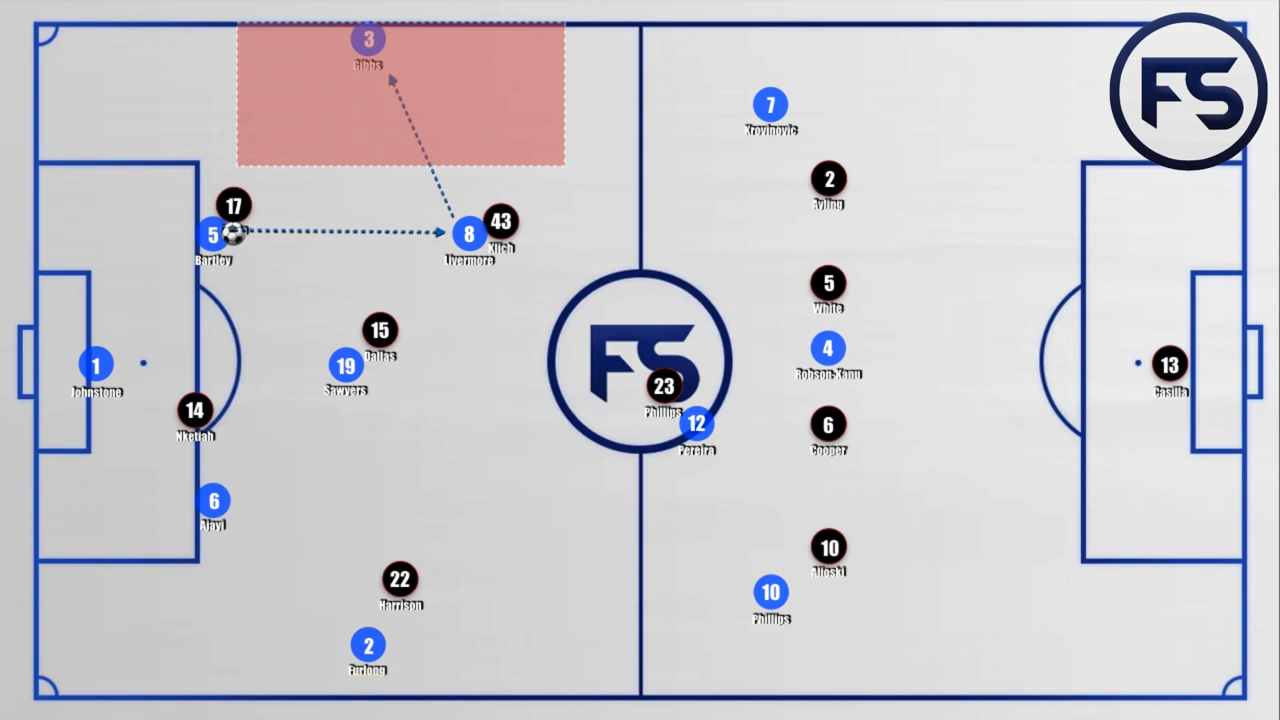 3
Gibbs
FS
7
Krovinovic
2
Ayling
17
5
Bartley
8
Livermore
43
Klich
5
White
15
Dallas
19
Sawyers
4
Robson-Kanu
FS
1
Johnstone
13
Casilla
14
Nketiah
23
Phillips
12
Pereira
6
Cooper
6
Ajayi
10
Alioski
22
Harrison
10
Phillips
2
Furlong